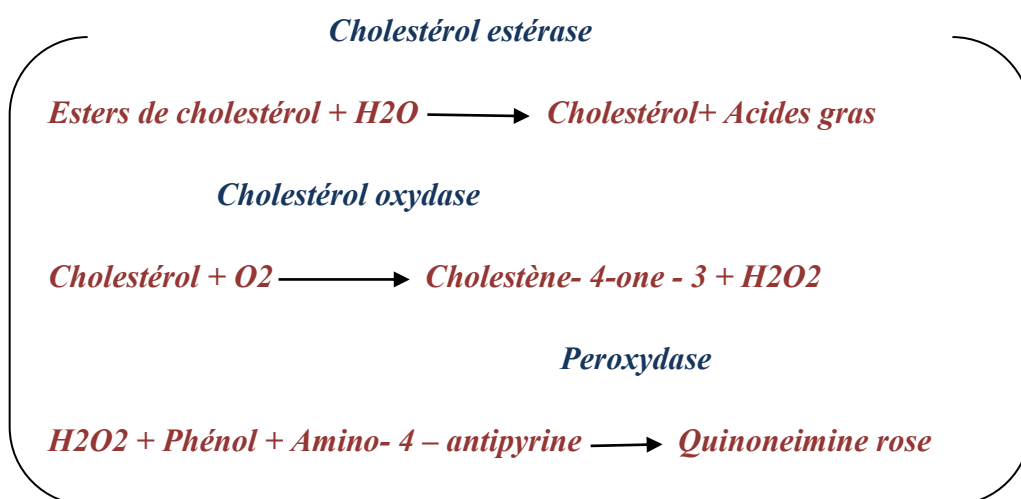 Cholestérol estérase
Esters de cholestérol + H2O ⟶ Cholestérol+ Acides gras
Cholestérol oxydase
Cholestérol + O2 ⟶ Cholestène- 4-one - 3 + H2O2
Peroxydase
H2O2 + Phénol + Amino- 4 – antipyrine ⟶ Quinoneimine rose